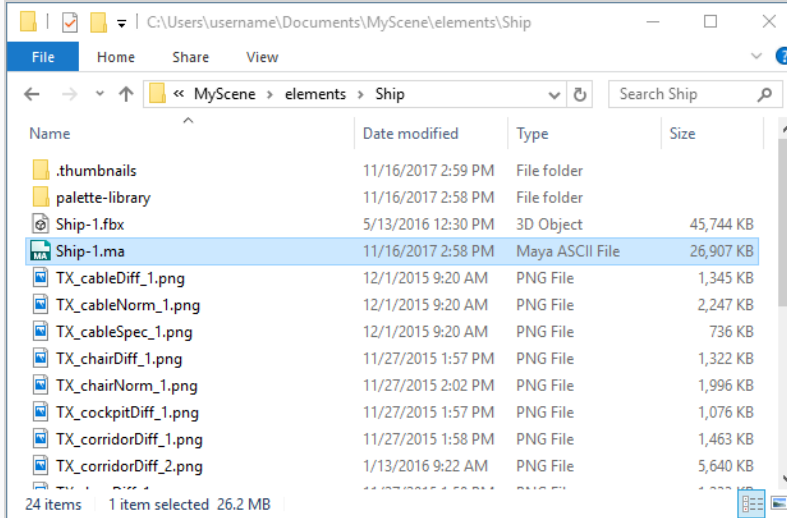 C:\Users\username\Documents\MyScene\elements\Ship
File Home Share View
« MyScene > elements > Ship Search Ship
Name Date modified Type Size
.thumbnails 11/16/2017 2:59 PM File folder
palette-library 11/16/2017 2:58 PM File folder
Ship-1.fbx 5/13/2016 12:30 PM 3D Object 45,744 KB
MA Ship-1.ma 11/16/2017 2:58 PM Maya ASCII File 26,907 KB
TX_cableDiff_1.png 12/1/2015 9:20 AM PNG File 1,345 KB
TX_cableNorm_1.png 12/1/2015 9:20 AM PNG File 2,247 KB
TX_cableSpec_1.png 12/1/2015 9:20 AM PNG File 736 KB
TX_chairDiff_1.png 11/27/2015 1:57 PM PNG File 1,322 KB
TX_chairNorm_1.png 11/27/2015 2:02 PM PNG File 1,996 KB
TX_cockpitDiff_1.png 11/27/2015 1:57 PM PNG File 1,076 KB
TX_corridorDiff_1.png 11/27/2015 1:58 PM PNG File 1,463 KB
TX_corridorDiff_2.png 1/13/2016 9:22 AM PNG File 5,640 KB
24 items 1 item selected 26.2 MB